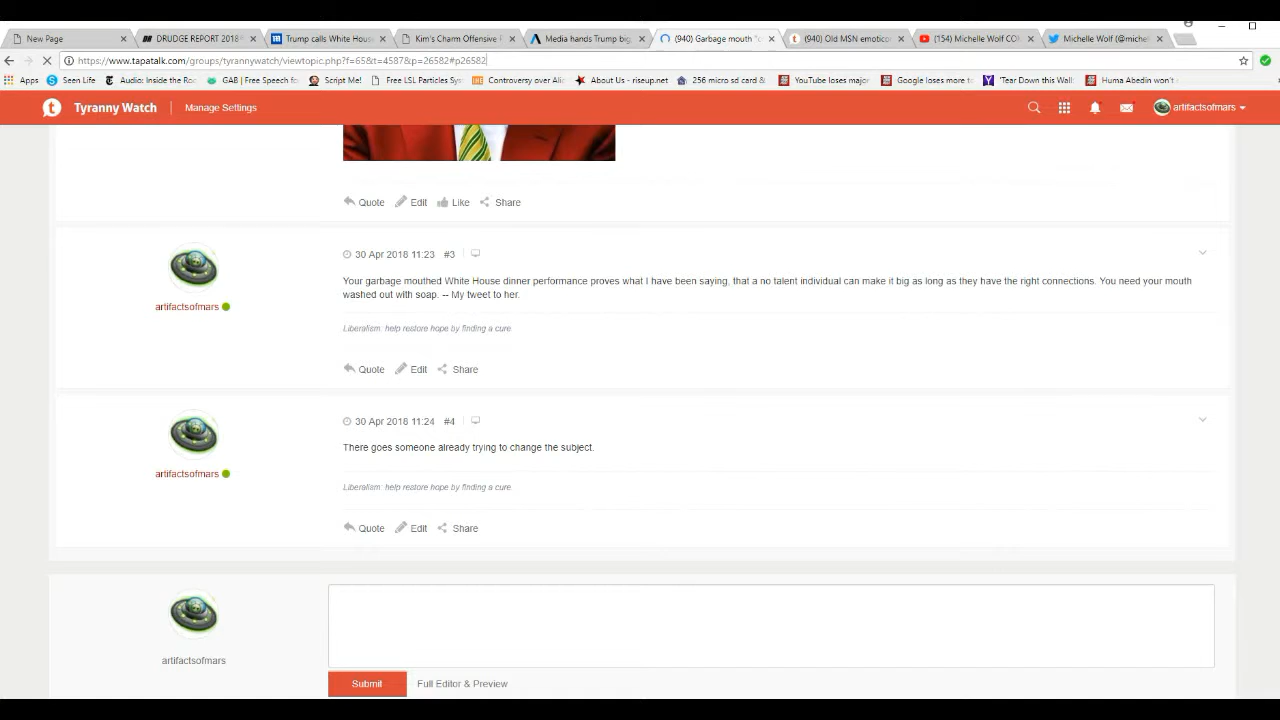 New Page × DRUDGE REPORT 2018® × Trump calls White Hous × Kim's Charm Offensive × Media hands Trump big × (940) Garbage mouth "c × (940) Old MSN emotico × (154) Michelle Wolf CO × Michelle Wolf (@michel ×
https://www.tapatalk.com/groups/tyrannywatch/viewtopic.php?f=65&t=4587&p=26582#p26582
Apps Seen Life Audio: Inside the Ro GAB | Free Speech fo Script Me! Free LSL Particles Sys Controversy over Alic About Us - riseup.net 256 micro sd card & YouTube loses major Google loses more t 'Tear Down this Wall' Huma Abedin won't
Tyranny Watch Manage Settings artifactsofmars
Quote Edit Like Share
30 Apr 2018 11:23 #3
Your garbage mouthed White House dinner performance proves what I have been saying, that a no talent individual can make it big as long as they have the right connections. You need your mouth
washed out with soap. -- My tweet to her.
artifactsofmars
Liberalism: help restore hope by finding a cure
Quote Edit Share
30 Apr 2018 11:24 #4
There goes someone already trying to change the subject.
artifactsofmars
Liberalism: help restore hope by finding a cure
Quote Edit Share
artifactsofmars
Submit Full Editor & Preview